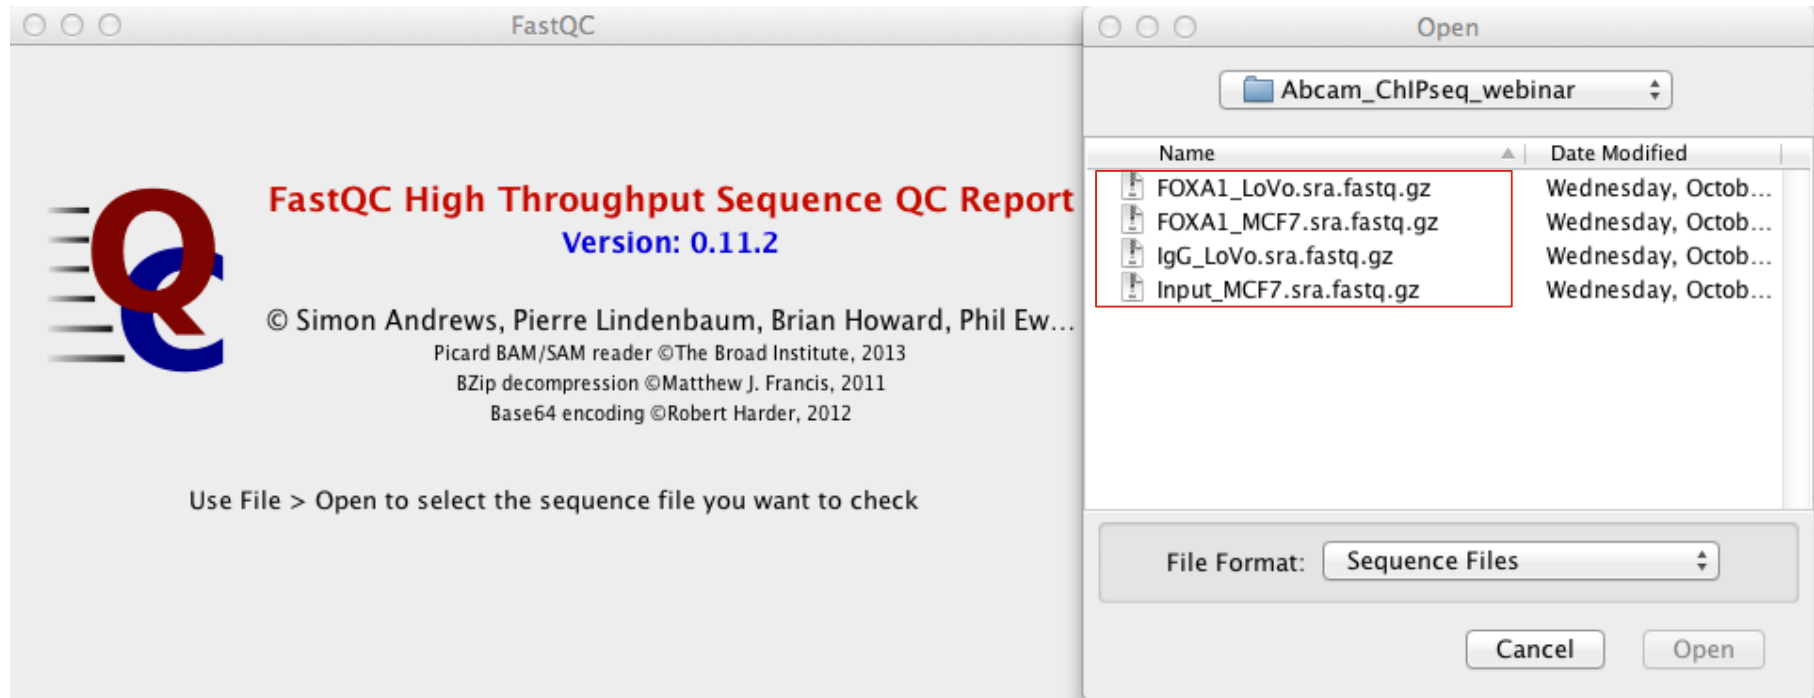 FastQC
QC
FastQC High Throughput Sequence QC Report
Version: 0.11.2
© Simon Andrews, Pierre Lindenbaum, Brian Howard, Phil Ew...
Picard BAM/SAM reader ©The Broad Institute, 2013
BZip decompression ©Matthew J. Francis, 2011
Base64 encoding ©Robert Harder, 2012
Use File > Open to select the sequence file you want to check
Open
Abcam_ChIPseq_webinar
Name Date Modified
FOXA1_LoVo.sra.fastq.gz Wednesday, Octob...
FOXA1_MCF7.sra.fastq.gz Wednesday, Octob...
IgG_LoVo.sra.fastq.gz Wednesday, Octob...
Input_MCF7.sra.fastq.gz Wednesday, Octob...
File Format: Sequence Files
Cancel Open